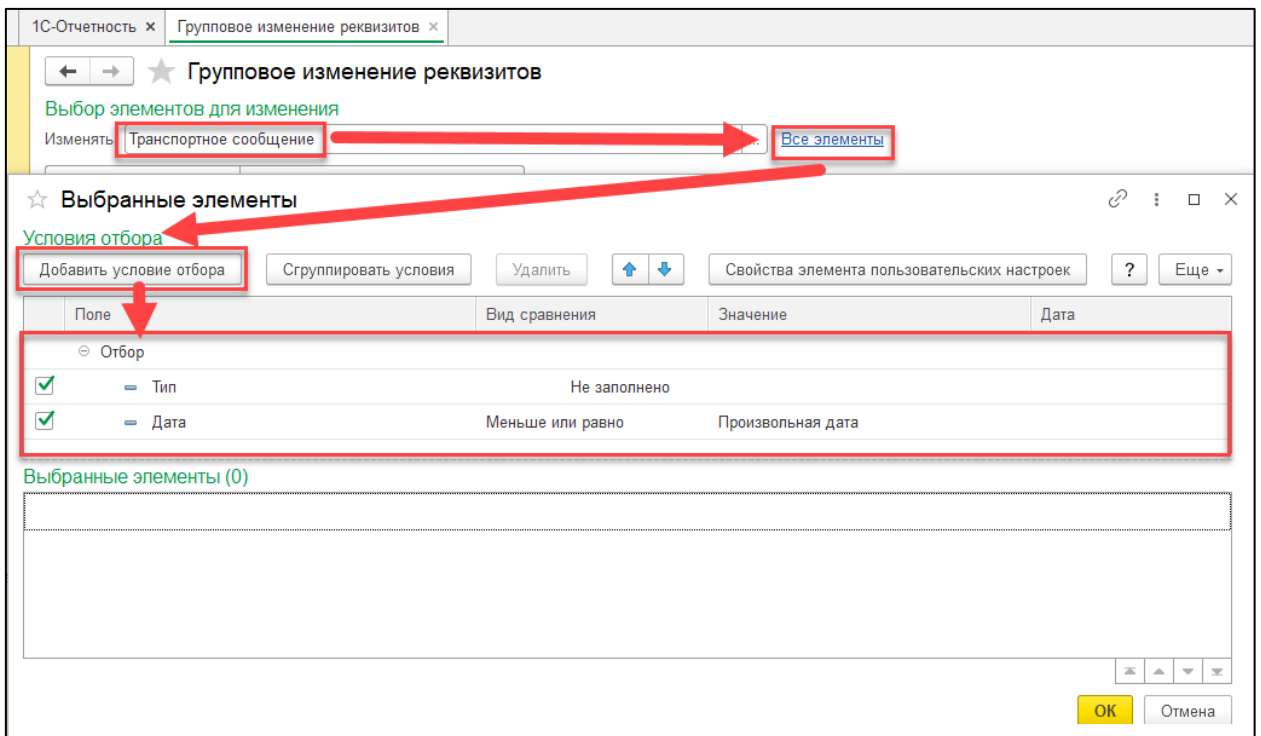 1С-Отчетность × Групповое изменение реквизитов ×
Групповое изменение реквизитов
Выбор элементов для изменения
Изменять Транспортное сообщение Все элементы
Выбранные элементы
Условия отбора
Добавить условие отбора Сгруппировать условия Удалить Свойства элемента пользовательских настроек ? Еще
Поле Вид сравнения Значение Дата
Отбор
Тип Не заполнено
Дата Меньше или равно Произвольная дата
Выбранные элементы (0)
ОК Отмена